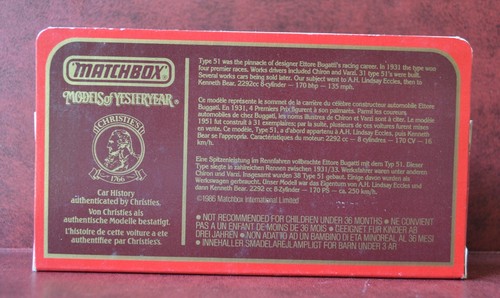 MATCHBOX
MODELS of YESTERYEAR®
CHRISTIE'S
1766
Car History
authenticated by Christies.
Von Christies als
authentische Modelle bestatigt.
L'histoire de cette voiture a ete
authentifiee par Christies's.
Type 51 was the pinnacle of designer Ettore Bugatti's racing career. In 1931 the type won
four premier races. Works drivers included Chiron and Varzi. 31 type 51's were built.
Several works cars being sold later. Our subject went to A.H. Lindsay Eccles, then to
Kenneth Bear. 2292cc 8-cylinder — 170 bhp — 135 mph.
Ce modèle représente le sommet de la carrière du célèbre constructeur automobile Ettore
Bugatti. En 1931, 4 Premiers Prix figurent à son palmarès. Parmi les coureurs
automobiles de chez Bugatti, les noms illustres de Chiron et Varzi sont à citer. Le modèle
1951 fut construit à 31 exemplaires; par la suite, plusieurs de ces voitures furent mises
en vente. Ce modèle, Type 51, a d'abord appartenu à A.H. Lindsay Eccles, puis Kenneth
Bear se l'appropria. Caractéristiques du moteur: 2292 cc — 8 cylindres — 170 CV — 16
km/h.
Eine Spitzenleistung im Rennfahren vollbrachte Ettore Bugatti mit dem Typ 51. Dieser
Type siegte in zahlreichen Rennen zwischen 1931/33. Werksfahrer waren unter anderen
Chiron und Varzi. Insgesamt wurden 38 Type 51 gebaut. Einige davon wurden als
Werkswagen gebraucht. Unser Modell war das Eigentum von A.H. Lindsay Eccles und
dann Kenneth Bear. 2292 cc 8-Zylinder 170 PS — ca. 250 km/h.
©1986 Matchbox International Limited
• NOT RECOMMENDED FOR CHILDREN UNDER 36 MONTHS • NE CONVIENT
PAS A UN ENFANT DE MOINS DE 36 MOIS • GEEIGNET FUR KINDER AB
DREI JAHREN • NON ADATTO AD UN BAMBINO DI ETA MINORE AL 36 MESI
• INNEHALLER SMADELAR EJ LAMPLIGT FOR BARN UNDER 3 AR